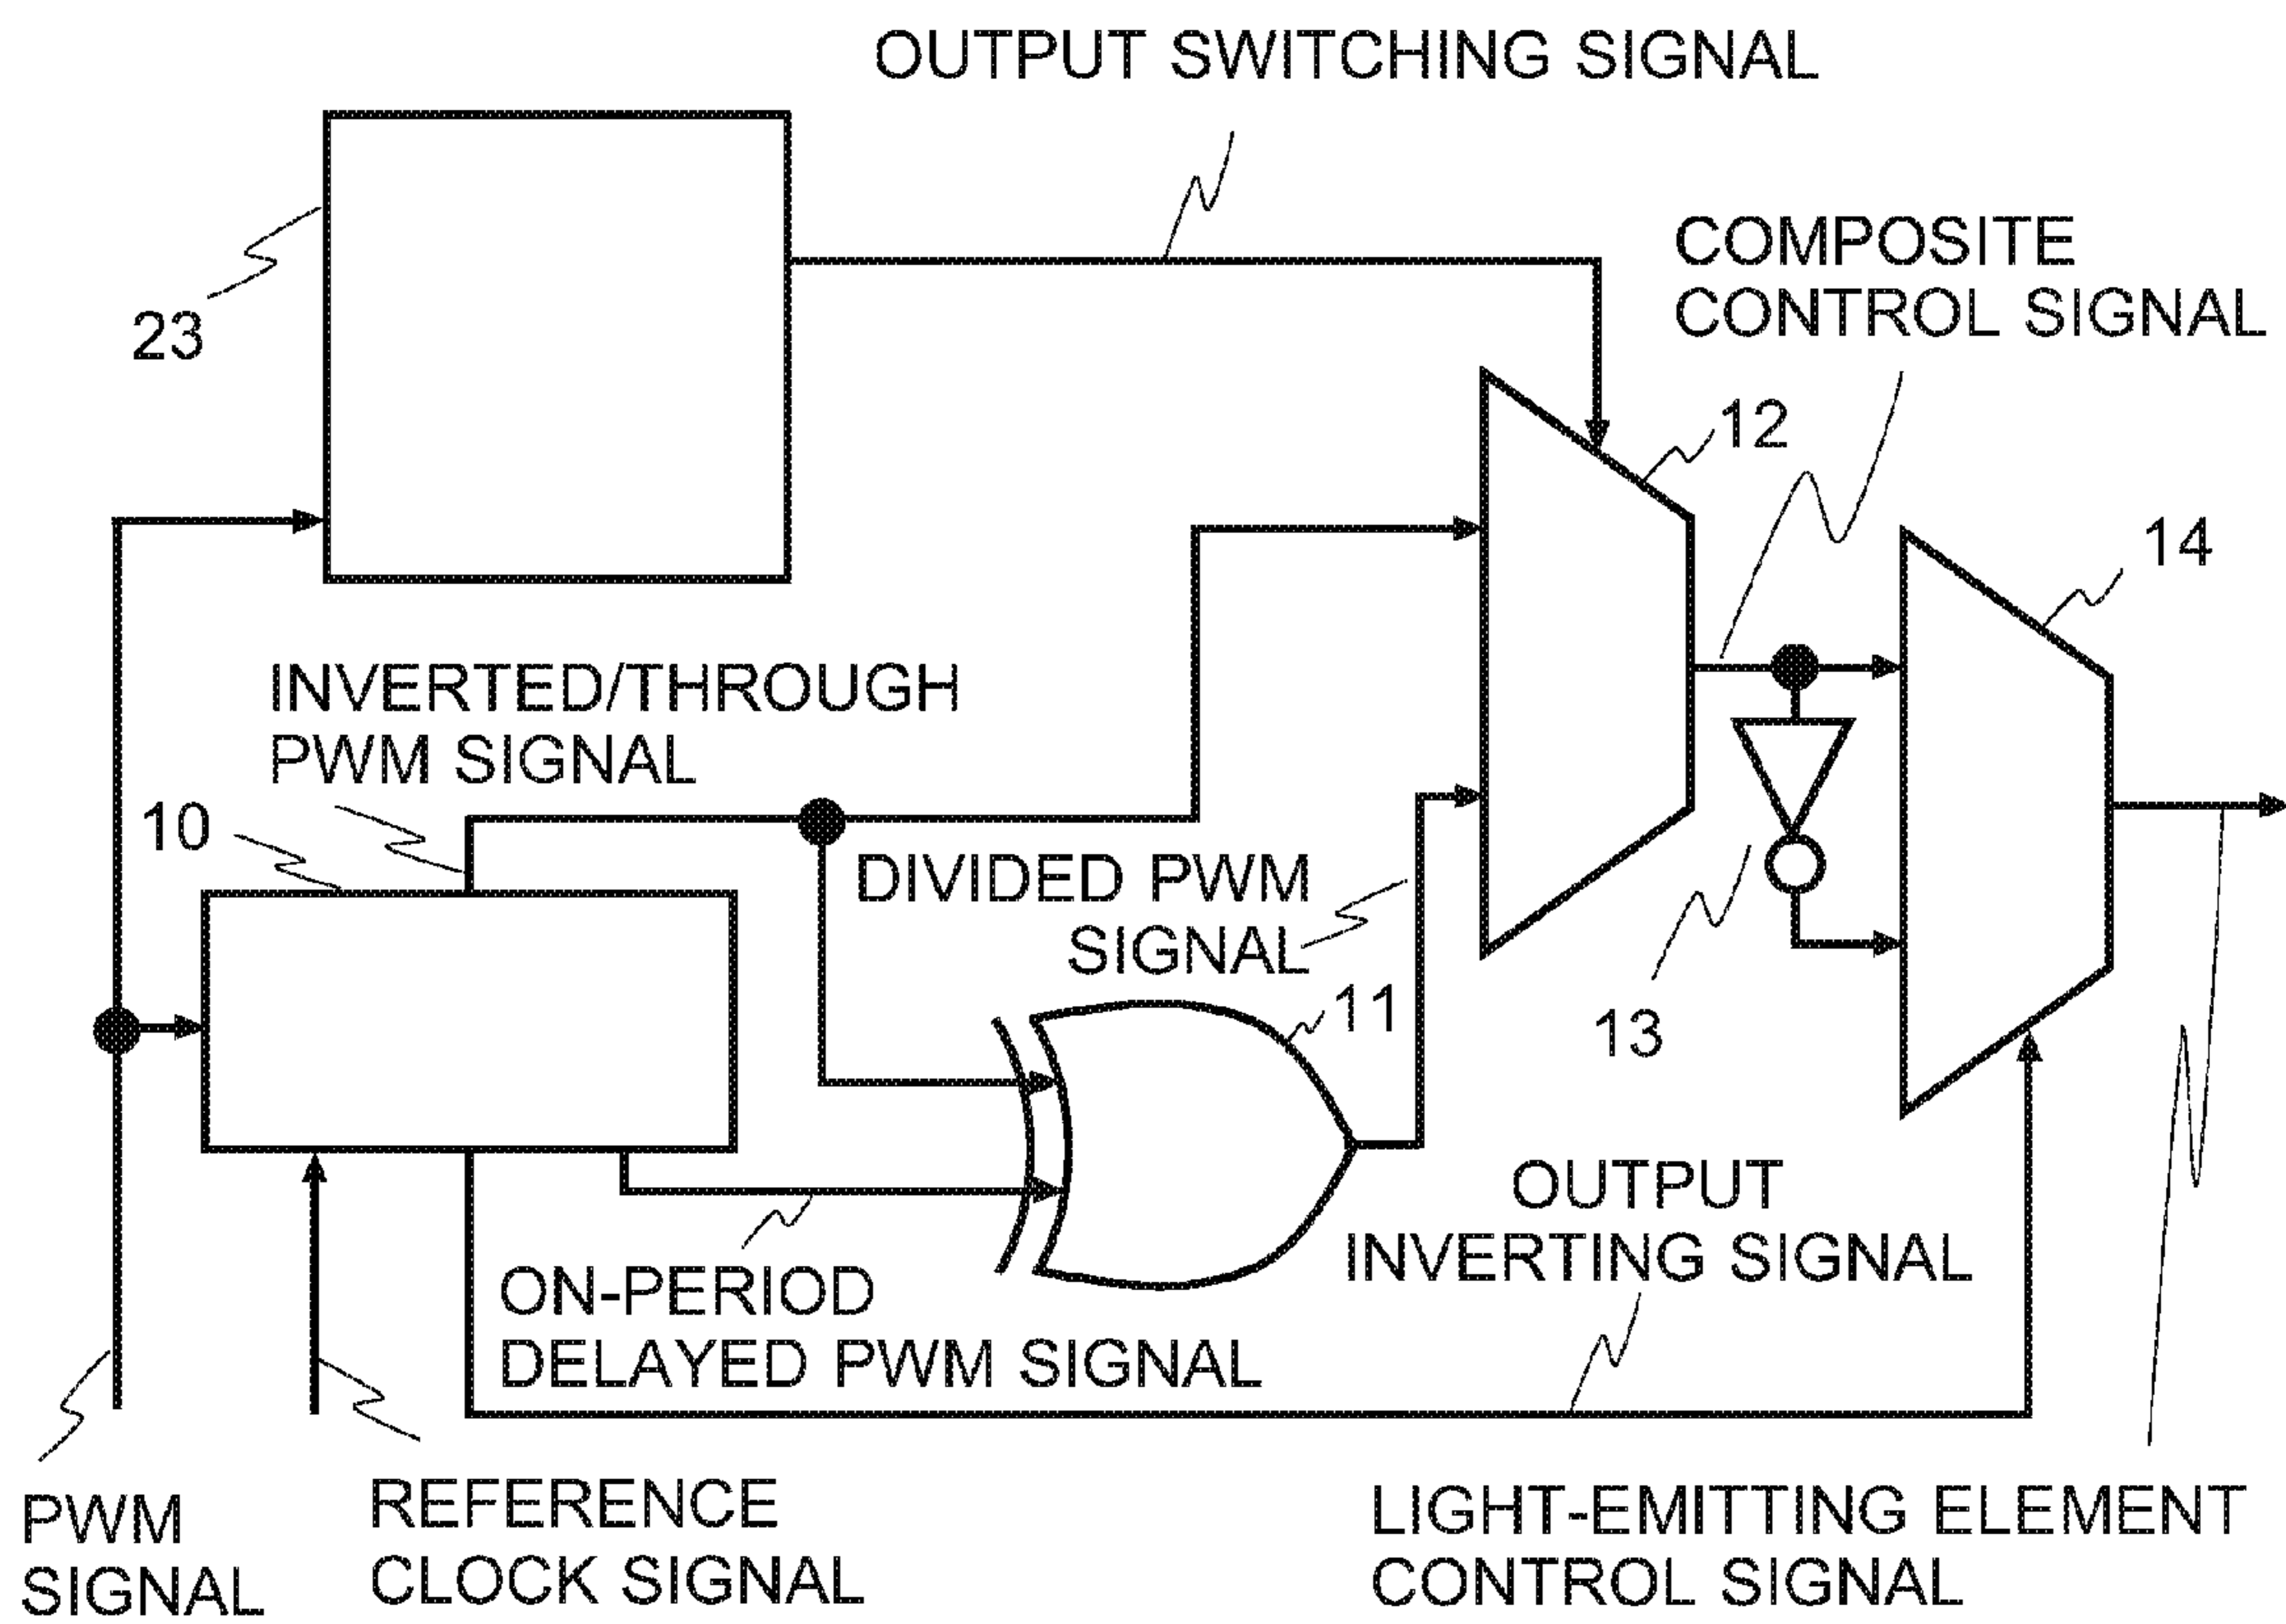 OUTPUT SWITCHING SIGNAL
COMPOSITE
CONTROL SIGNAL
23
12
14
INVERTED/THROUGH
PWM SIGNAL
10
DIVIDED PWM
SIGNAL
11
13
OUTPUT
INVERTING SIGNAL
ON-PERIOD
DELAYED PWM SIGNAL
PWM
SIGNAL
REFERENCE
CLOCK SIGNAL
LIGHT-EMITTING ELEMENT
CONTROL SIGNAL